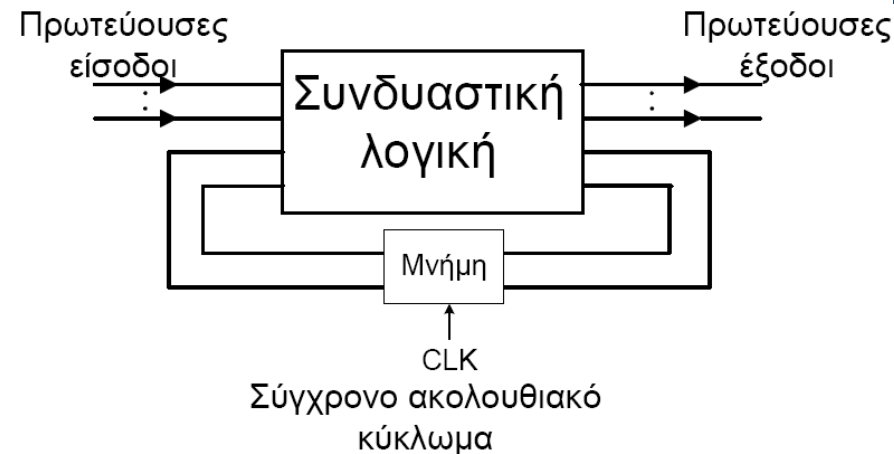 Πρωτεύουσες
είσοδοι
Πρωτεύουσες
έξοδοι
Συνδυαστική
λογική
Μνήμη
CLK
Σύγχρονο ακολουθιακό
κύκλωμα